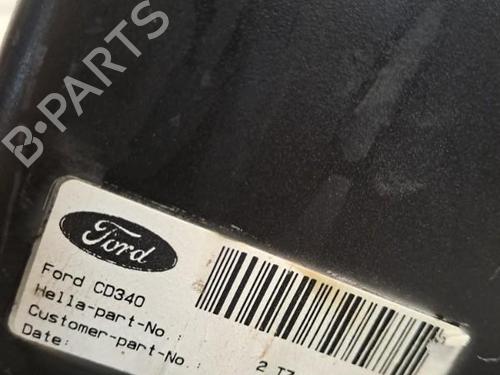 B·PARTS
Ford
Ford CD340
Hella-part-No.:
Customer-part-No.:
Date: